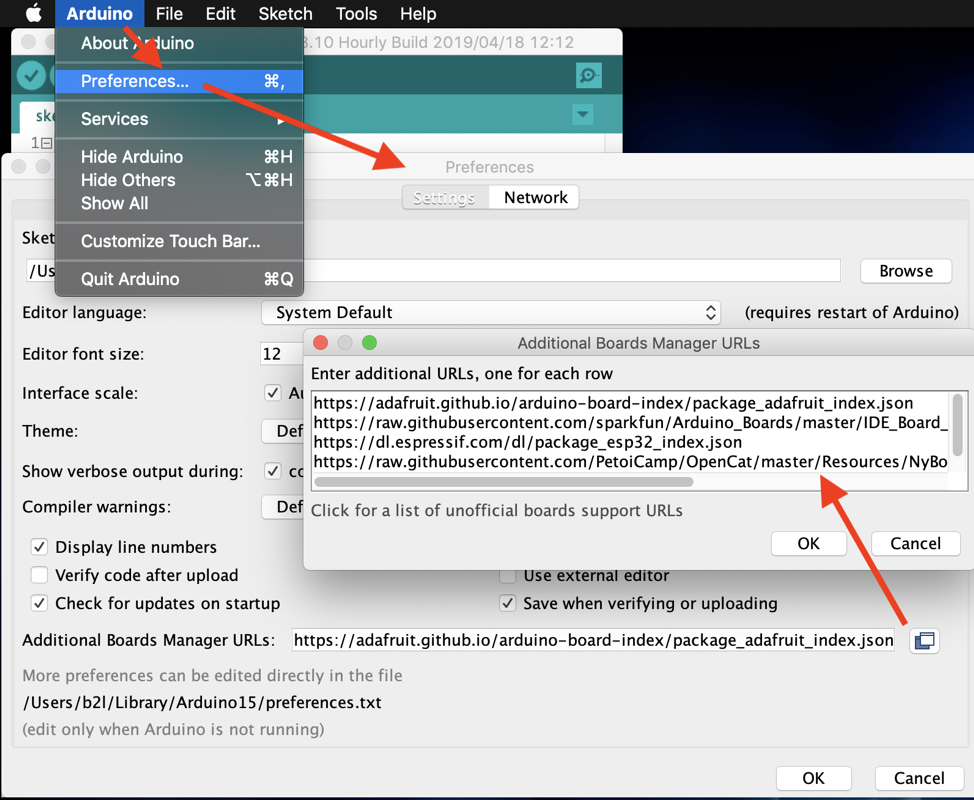 Arduino File Edit Sketch Tools Help
About Arduino
.10 Hourly Build 2019/04/18 12:12
Preferences... ⌘,
Services
ske
1
Hide Arduino ⌘H
Hide Others ⌥⌘H
Show All
Customize Touch Bar...
Quit Arduino ⌘Q
Preferences
Settings Network
Sket
/Us
Browse
Editor language: System Default (requires restart of Arduino)
Editor font size: 12
Interface scale: Au
Theme: Def
Show verbose output during: co
Compiler warnings: Def
Additional Boards Manager URLs
Enter additional URLs, one for each row
https://adafruit.github.io/arduino-board-index/package_adafruit_index.json
https://raw.githubusercontent.com/sparkfun/Arduino_Boards/master/IDE_Board_
https://dl.espressif.com/dl/package_esp32_index.json
https://raw.githubusercontent.com/PetoiCamp/OpenCat/master/Resources/NyBo
Click for a list of unofficial boards support URLs
OK Cancel
Display line numbers
Verify code after upload Use external editor
Check for updates on startup Save when verifying or uploading
Additional Boards Manager URLs: https://adafruit.github.io/arduino-board-index/package_adafruit_index.json
More preferences can be edited directly in the file
/Users/b2l/Library/Arduino15/preferences.txt
(edit only when Arduino is not running)
OK Cancel